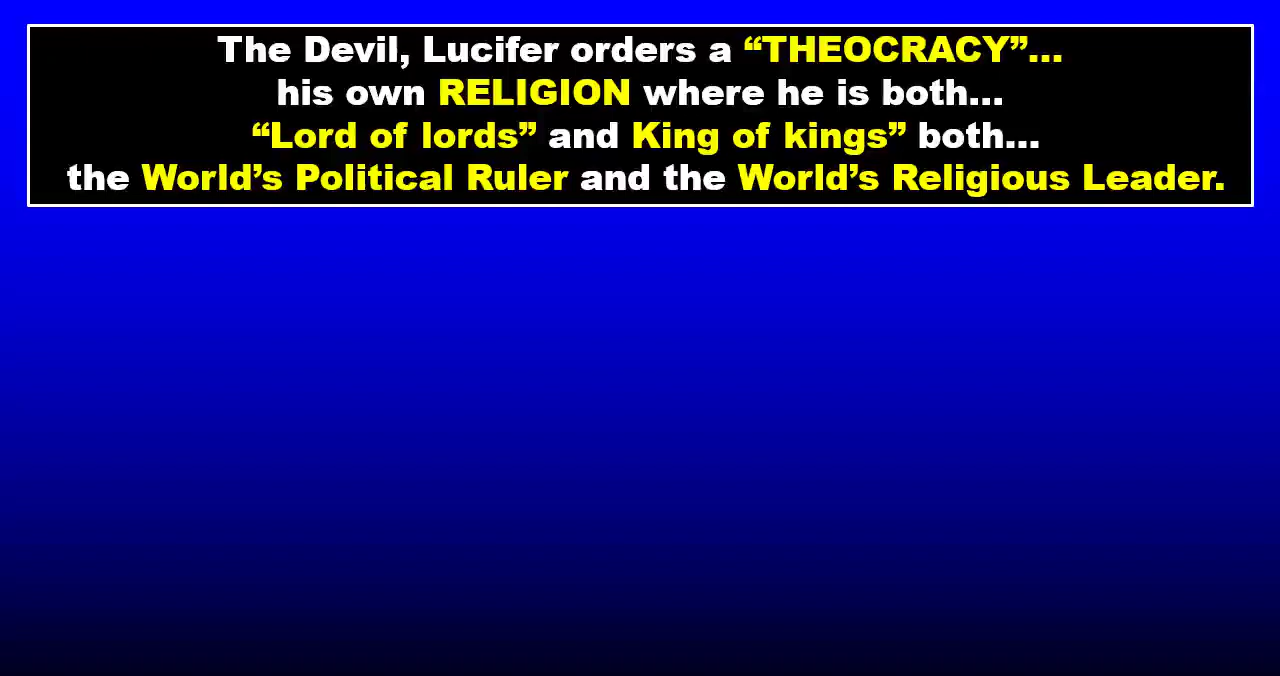 The Devil, Lucifer orders a “THEOCRACY”...
his own RELIGION where he is both...
“Lord of lords” and King of kings” both...
the World’s Political Ruler and the World’s Religious Leader.